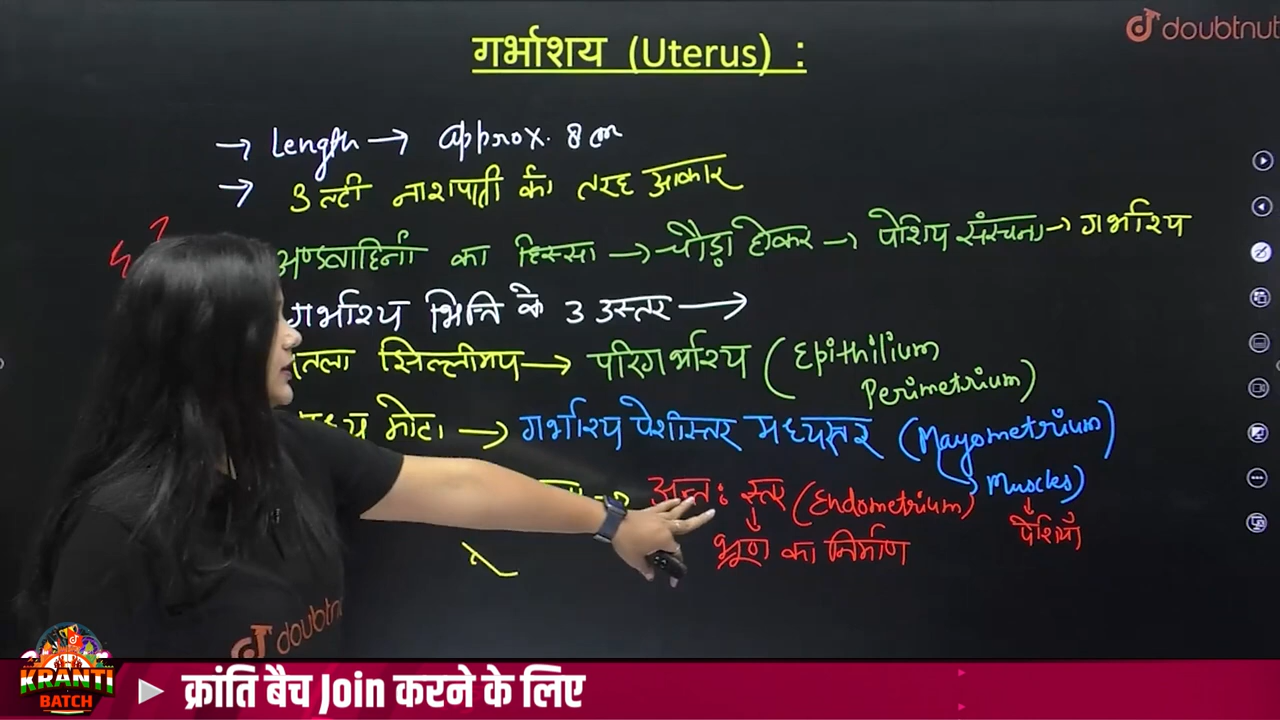 doubtnut
गर्भाशय (Uterus) :
→ Length → approx. 8 cm
→ उल्टी नाशपाती की तरह आकार
अण्डवाहिनी का हिस्सा → चौड़ा होकर → पेशिय संरचना → गर्भाशय
गर्भाशय भित्ति के 3 स्तर →
पतला झिल्लीमय → परिगर्भाशय (Epithilium
Perimetrium)
मध्य मोटा → गर्भाशय पेशीस्तर मध्यस्तर (Mayometrium)
Muscles)
अन्तः स्तर (Endometrium)
पेशियाँ
भ्रूण का निर्माण
doubtnu
KRANTI
BATCH
क्रांति बैच Join करने के लिए